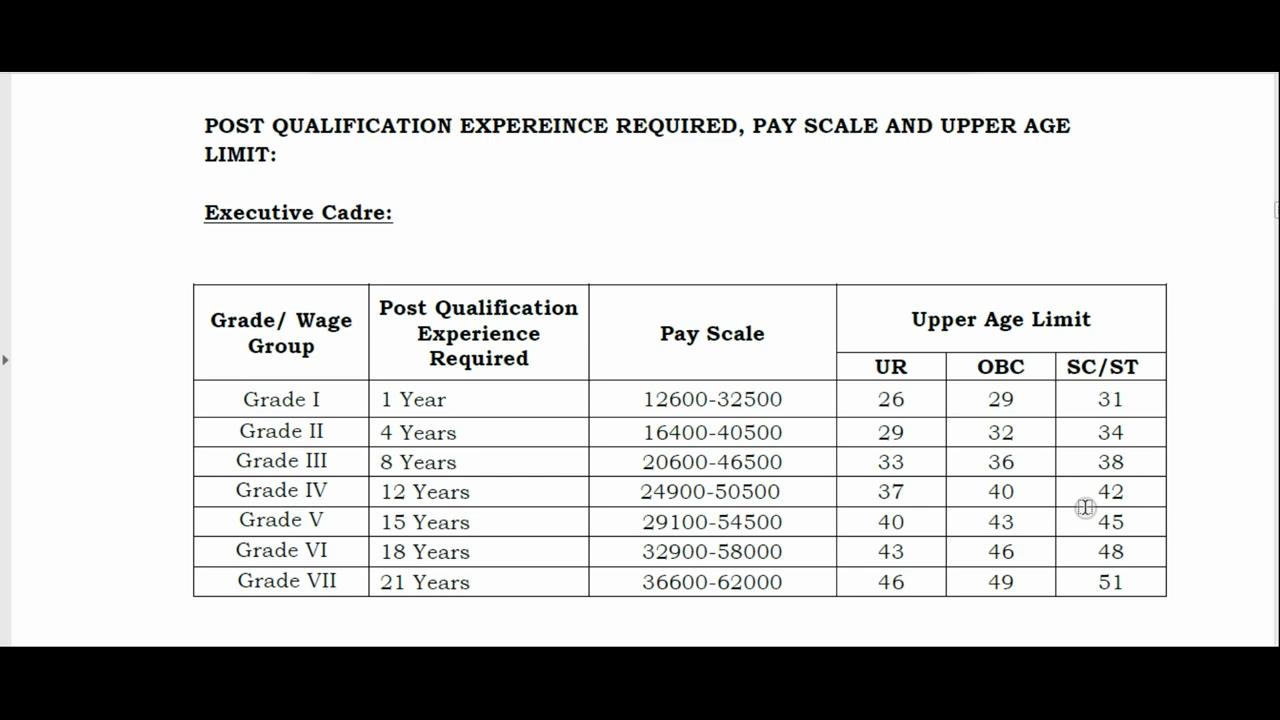 POST QUALIFICATION EXPEREINCE REQUIRED, PAY SCALE AND UPPER AGE
LIMIT:
Executive Cadre:
Grade/ Wage Group Post Qualification Experience Required Pay Scale Upper Age Limit
UR OBC SC/ST
Grade I 1 Year 12600-32500 26 29 31
Grade II 4 Years 16400-40500 29 32 34
Grade III 8 Years 20600-46500 33 36 38
Grade IV 12 Years 24900-50500 37 40 42
Grade V 15 Years 29100-54500 40 43 45
Grade VI 18 Years 32900-58000 43 46 48
Grade VII 21 Years 36600-62000 46 49 51